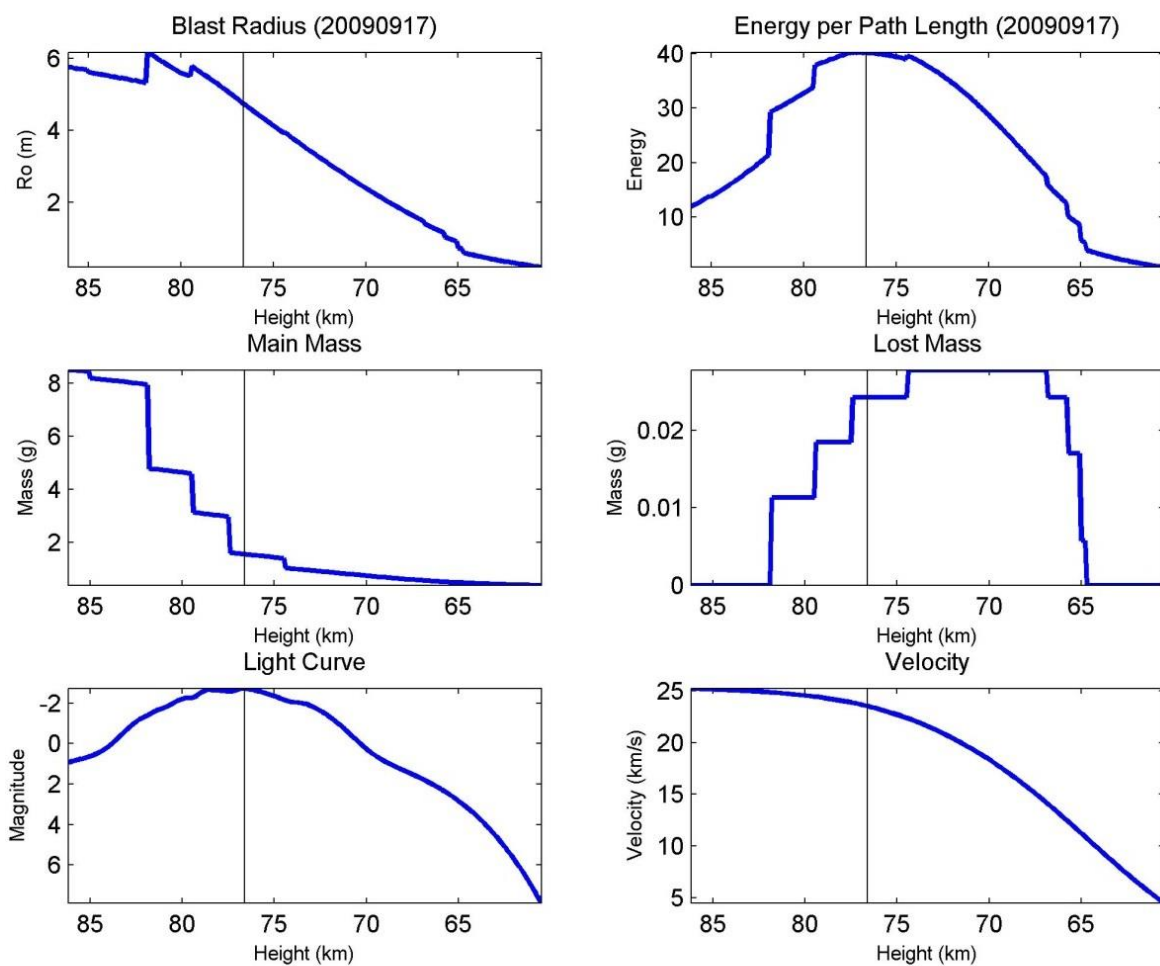 Blast Radius (20090917)
6
4
2
Ro (m)
85 80 75 70 65
Height (km)
Energy per Path Length (20090917)
40
30
20
10
Energy
85 80 75 70 65
Height (km)
Main Mass
8
6
4
2
Mass (g)
85 80 75 70 65
Height (km)
Lost Mass
0.02
0.01
0
Mass (g)
85 80 75 70 65
Height (km)
Light Curve
-2
0
2
4
6
Magnitude
85 80 75 70 65
Height (km)
Velocity
25
20
15
10
5
Velocity (km/s)
85 80 75 70 65
Height (km)